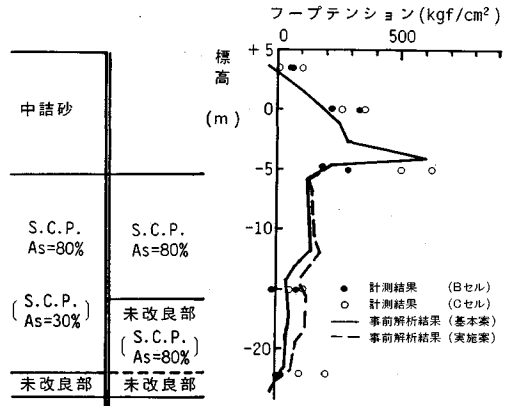 フープテンション(kgf/cm²)
0 500
+5
標高
(m)
0
-5
-10
-15
-20
中詰砂
S.C.P.
As=80%
S.C.P.
As=80%
S.C.P.
As=30%
未改良部
S.C.P.
As=80%
未改良部
未改良部
● 計測結果 (Bセル)
○ 計測結果 (Cセル)
事前解析結果(基本案)
事前解析結果(実施案)